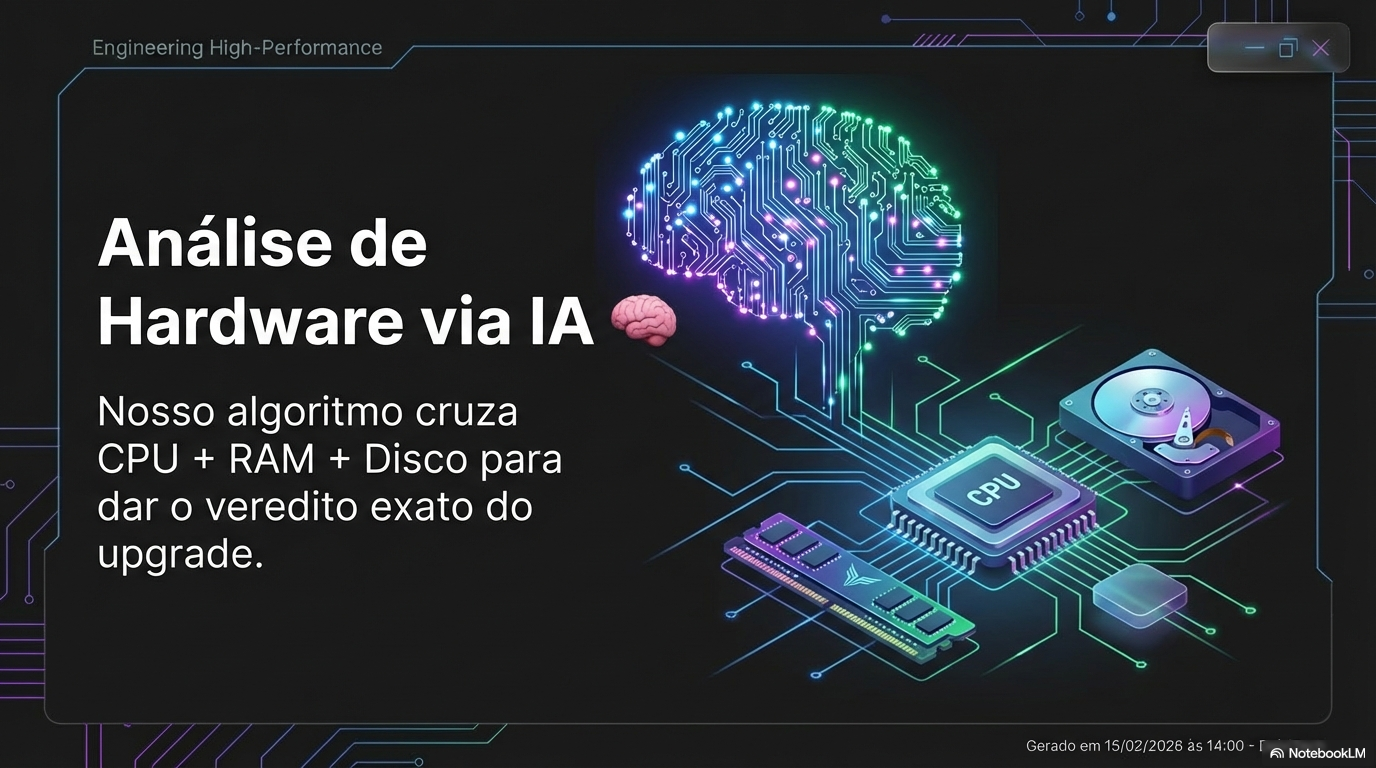 Engineering High-Performance
Análise de
Hardware via IA 🧠
Nosso algoritmo cruza
CPU + RAM + Disco para
dar o veredito exato do
upgrade.
CPU
Gerado em 15/02/2026 às 14:00 -
NotebookLM